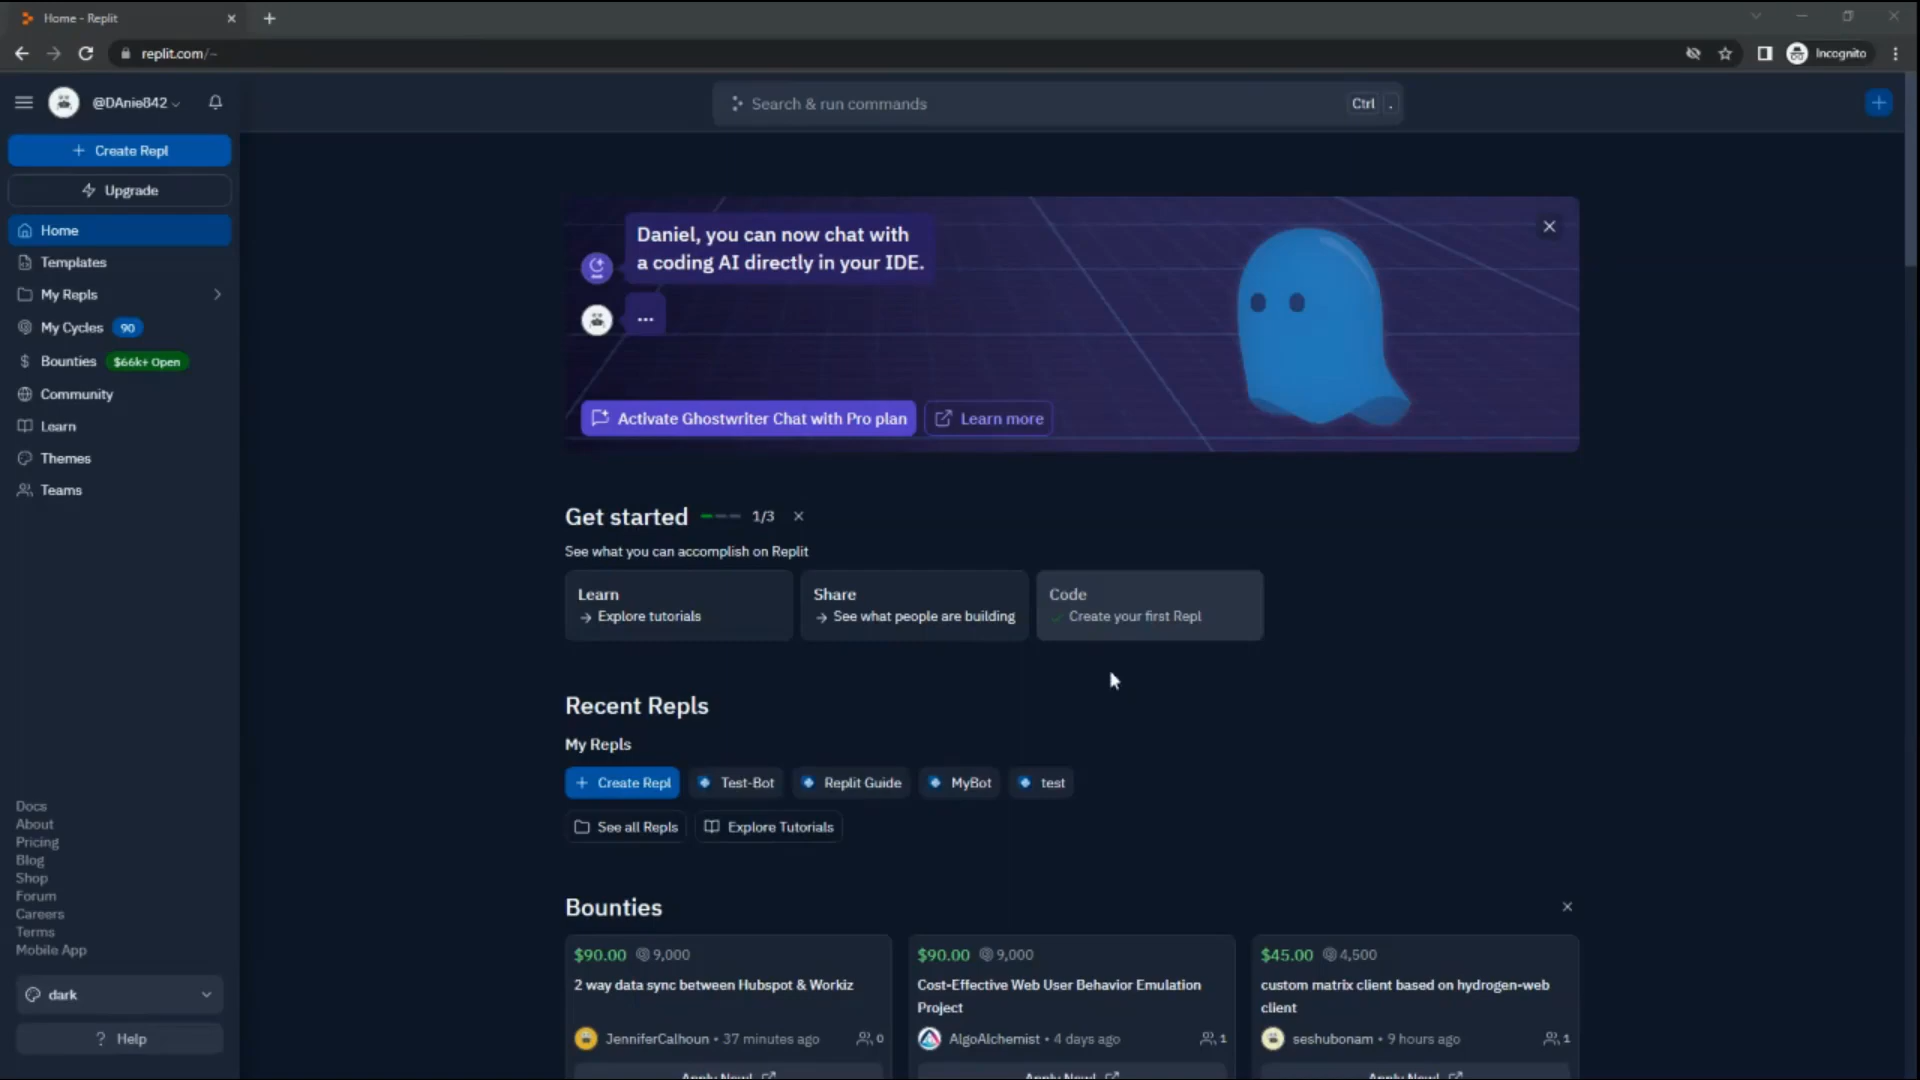 Home - Replit
replit.com/~
Incognito
@DAnie842
Search & run commands
Ctrl .
Create Repl
Upgrade
Home
Templates
My Repls
My Cycles 90
Bounties $66k+ Open
Community
Learn
Themes
Teams
Docs
About
Pricing
Blog
Shop
Forum
Careers
Terms
Mobile App
dark
? Help
Daniel, you can now chat with
a coding AI directly in your IDE.
...
Activate Ghostwriter Chat with Pro plan
Learn more
Get started 1/3
See what you can accomplish on Replit
Learn
→ Explore tutorials
Share
→ See what people are building
Code
Create your first Repl
Recent Repls
My Repls
+ Create Repl Test-Bot Replit Guide MyBot test
See all Repls Explore Tutorials
Bounties
$90.00 9,000
2 way data sync between Hubspot & Workiz
JenniferCalhoun • 37 minutes ago 0
Apply Now!
$90.00 9,000
Cost-Effective Web User Behavior Emulation
Project
AlgoAlchemist • 4 days ago 1
Apply Now!
$45.00 4,500
custom matrix client based on hydrogen-web
client
seshubonam • 9 hours ago 1
Apply Now!